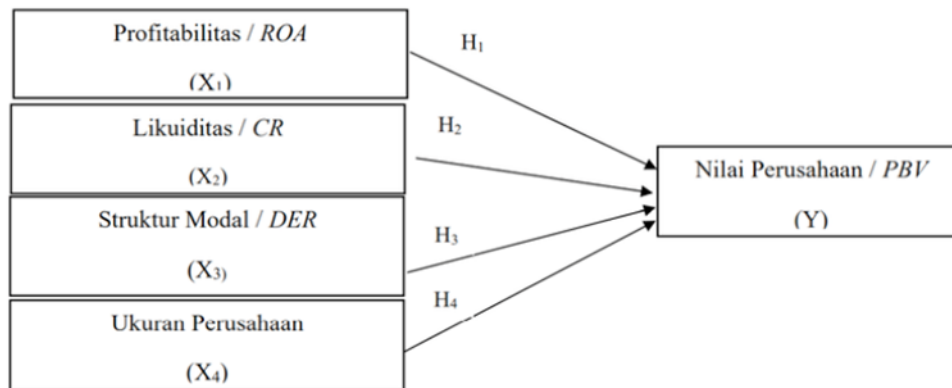 Profitabilitas / ROA
(X₁)
H₁
Likuiditas / CR
(X₂)
H₂
Struktur Modal / DER
(X₃)
H₃
Ukuran Perusahaan
(X₄)
H₄
Nilai Perusahaan / PBV
(Y)